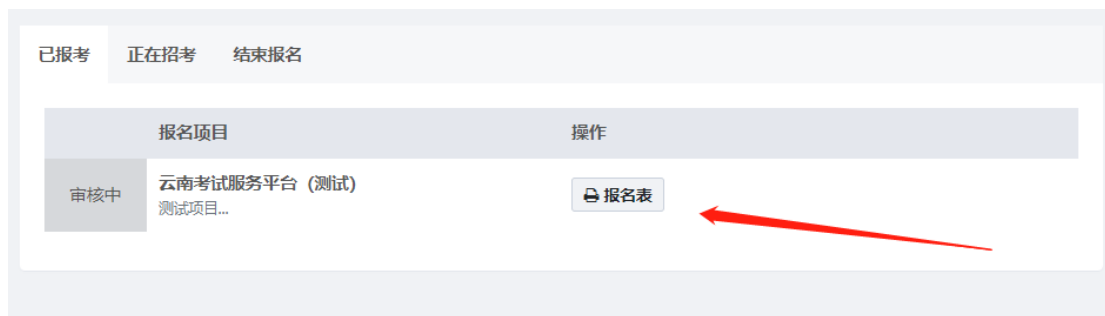 已报考 正在招考 结束报名
报名项目 操作
审核中 云南考试服务平台（测试） 报名表
测试项目...